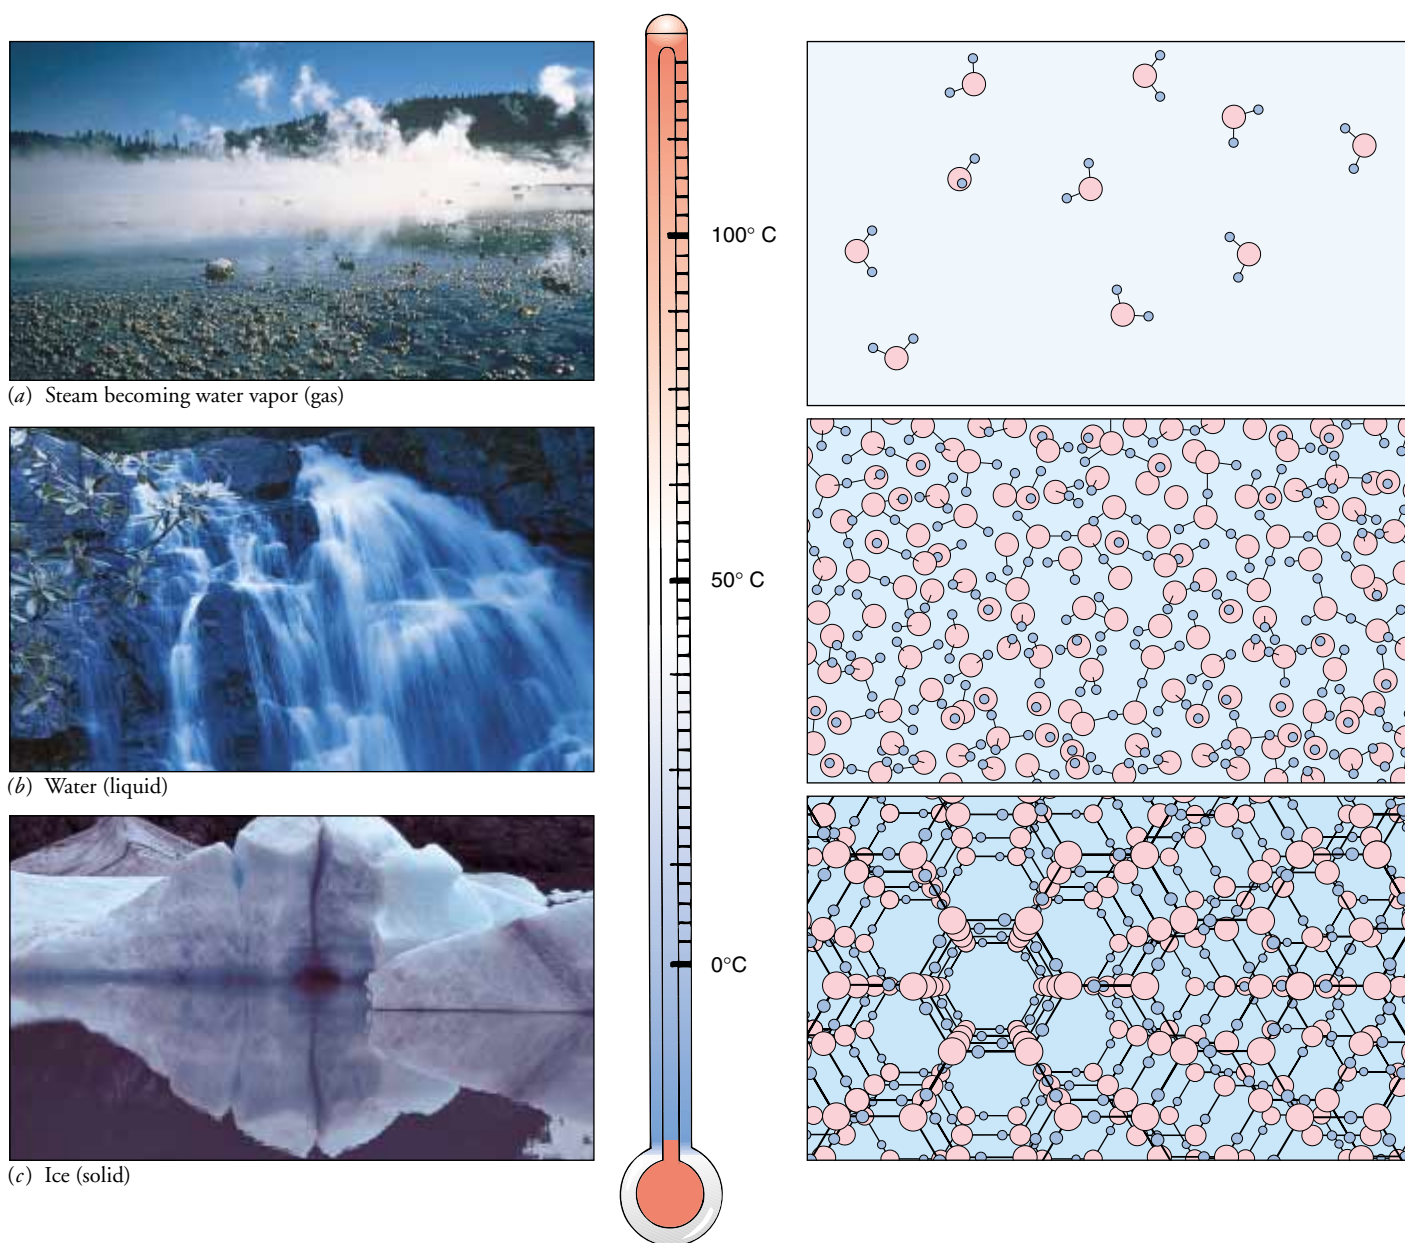 100° C
(a) Steam becoming water vapor (gas)
50° C
(b) Water (liquid)
0°C
(c) Ice (solid)